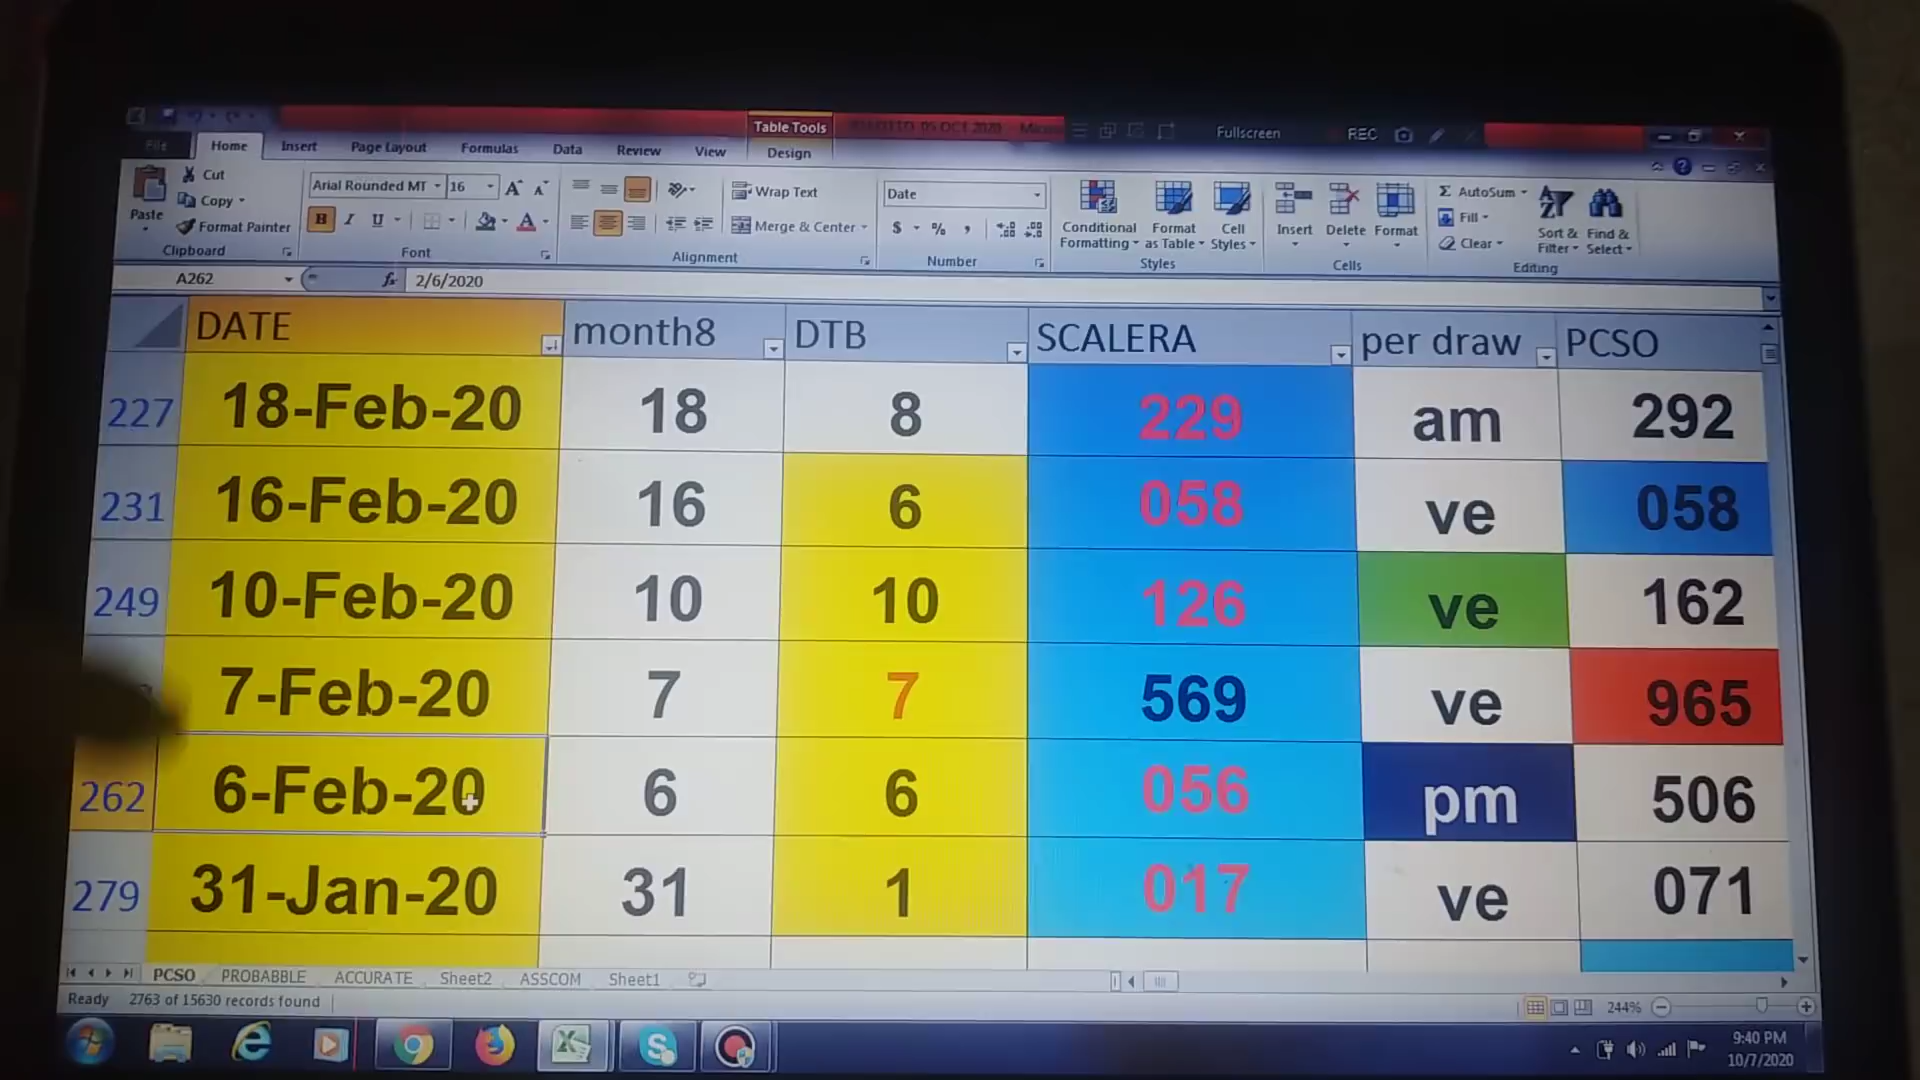 Table Tools
Fullscreen
REC
File
Home
Insert
Page Layout
Formulas
Data
Review
View
Design
Paste
Cut
Copy
Format Painter
Clipboard
Arial Rounded MT
16
B I U
Font
Wrap Text
Merge & Center
Alignment
Date
$ % ,
Number
Conditional Formatting
Format as Table
Cell Styles
Styles
Insert
Delete
Format
Cells
AutoSum
Fill
Clear
Sort & Filter
Find & Select
Editing
A262
fx 2/6/2020
DATE month8 DTB SCALERA per draw PCSO
227 18-Feb-20 18 8 229 am 292
231 16-Feb-20 16 6 058 ve 058
249 10-Feb-20 10 10 126 ve 162
7-Feb-20 7 7 569 ve 965
262 6-Feb-20 6 6 056 pm 506
279 31-Jan-20 31 1 017 ve 071
PCSO PROBABBLE ACCURATE Sheet2 ASSCOM Sheet1
Ready 2763 of 15630 records found
244%
9:40 PM
10/7/2020